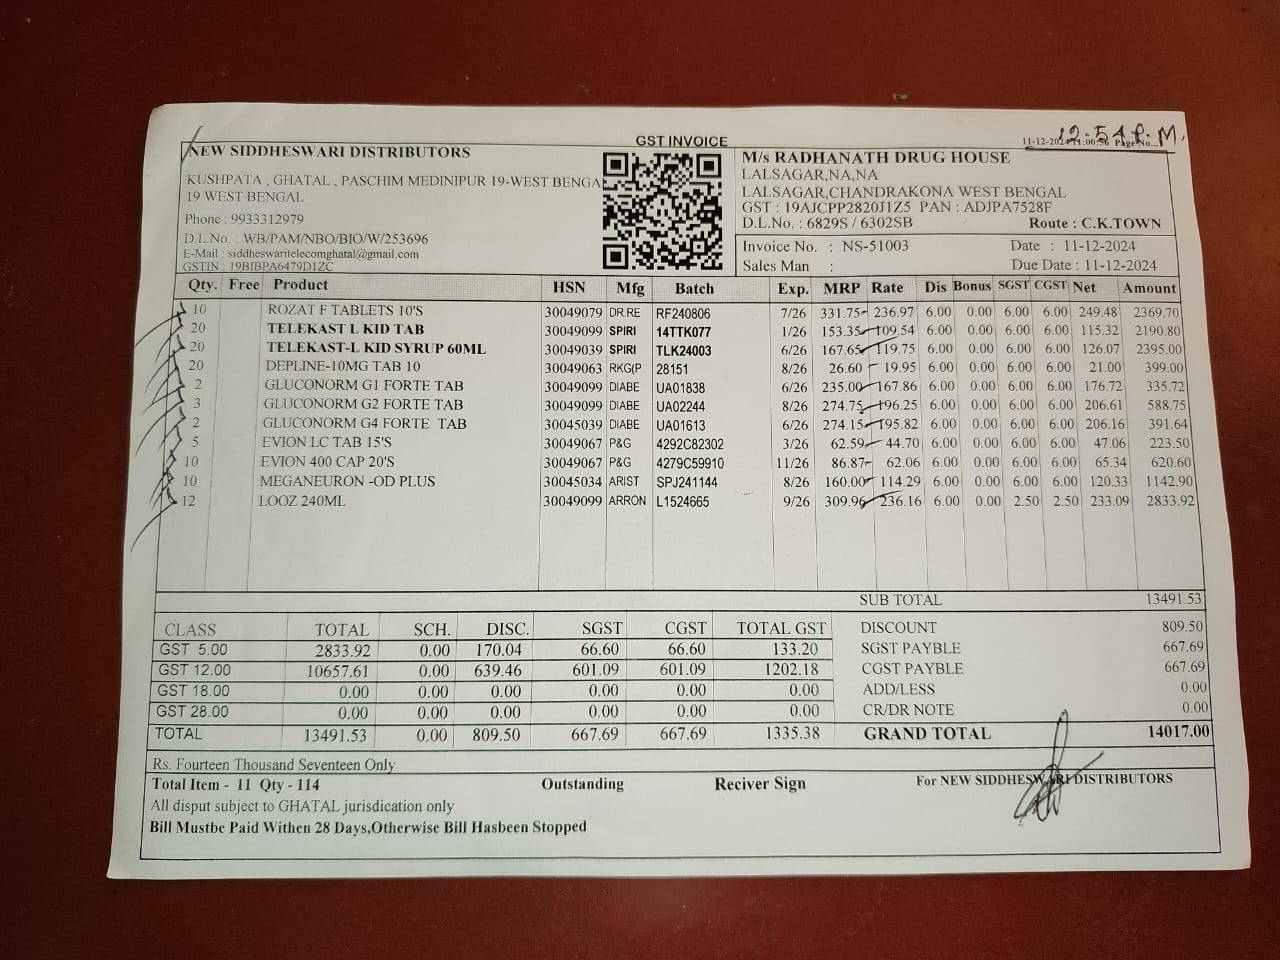 GST INVOICE
12:54 P.M.
NEW SIDDHESWARI DISTRIBUTORS
KUSHPATA , GHATAL , PASCHIM MEDINIPUR 19-WEST BENGA
19 WEST BENGAL
Phone : 9933312979
D.L.No. : WB/PAM/NBO/BIO/W/253696
E-Mail : siddheswaritelecomghatal@gmail.com
GSTIN : 19BIBPA6479D1ZC
M/s RADHANATH DRUG HOUSE
LALSAGAR,NA,NA
LALSAGAR,CHANDRAKONA WEST BENGAL
GST : 19AJCPP2820J1Z5 PAN : ADJPA7528F
D.L.No. : 6829S / 6302SB Route : C.K.TOWN
Invoice No. : NS-51003 Date : 11-12-2024
Sales Man : Due Date : 11-12-2024
Qty. Free Product HSN Mfg Batch Exp. MRP Rate Dis Bonus SGST CGST Net Amount
10 ROZAT F TABLETS 10'S 30049079 DR.RE RF240806 7/26 331.75 236.97 6.00 0.00 6.00 6.00 249.48 2369.70
20 TELEKAST L KID TAB 30049099 SPIRI 14TTK077 1/26 153.35 109.54 6.00 0.00 6.00 6.00 115.32 2190.80
20 TELEKAST-L KID SYRUP 60ML 30049039 SPIRI TLK24003 6/26 167.65 119.75 6.00 0.00 6.00 6.00 126.07 2395.00
20 DEPLINE-10MG TAB 10 30049063 RKG(P 28151 8/26 26.60 19.95 6.00 0.00 6.00 6.00 21.00 399.00
2 GLUCONORM G1 FORTE TAB 30049099 DIABE UA01838 6/26 235.00 167.86 6.00 0.00 6.00 6.00 176.72 335.72
3 GLUCONORM G2 FORTE TAB 30049099 DIABE UA02244 8/26 274.75 196.25 6.00 0.00 6.00 6.00 206.61 588.75
2 GLUCONORM G4 FORTE TAB 30045039 DIABE UA01613 6/26 274.15 195.82 6.00 0.00 6.00 6.00 206.16 391.64
5 EVION LC TAB 15'S 30049067 P&G 4292C82302 3/26 62.59 44.70 6.00 0.00 6.00 6.00 47.06 223.50
10 EVION 400 CAP 20'S 30049067 P&G 4279C59910 11/26 86.87 62.06 6.00 0.00 6.00 6.00 65.34 620.60
10 MEGANEURON -OD PLUS 30045034 ARIST SPJ241144 8/26 160.00 114.29 6.00 0.00 6.00 6.00 120.33 1142.90
12 LOOZ 240ML 30049099 ARRON L1524665 9/26 309.96 236.16 6.00 0.00 2.50 2.50 233.09 2833.92
SUB TOTAL 13491.53
CLASS TOTAL SCH. DISC. SGST CGST TOTAL GST
GST 5.00 2833.92 0.00 170.04 66.60 66.60 133.20
GST 12.00 10657.61 0.00 639.46 601.09 601.09 1202.18
GST 18.00 0.00 0.00 0.00 0.00 0.00 0.00
GST 28.00 0.00 0.00 0.00 0.00 0.00 0.00
TOTAL 13491.53 0.00 809.50 667.69 667.69 1335.38
DISCOUNT 809.50
SGST PAYBLE 667.69
CGST PAYBLE 667.69
ADD/LESS 0.00
CR/DR NOTE 0.00
GRAND TOTAL 14017.00
Rs. Fourteen Thousand Seventeen Only
Total Item - 11 Qty - 114 Outstanding Reciver Sign For NEW SIDDHESWARI DISTRIBUTORS
All disput subject to GHATAL jurisdication only
Bill Mustbe Paid Withen 28 Days,Otherwise Bill Hasbeen Stopped